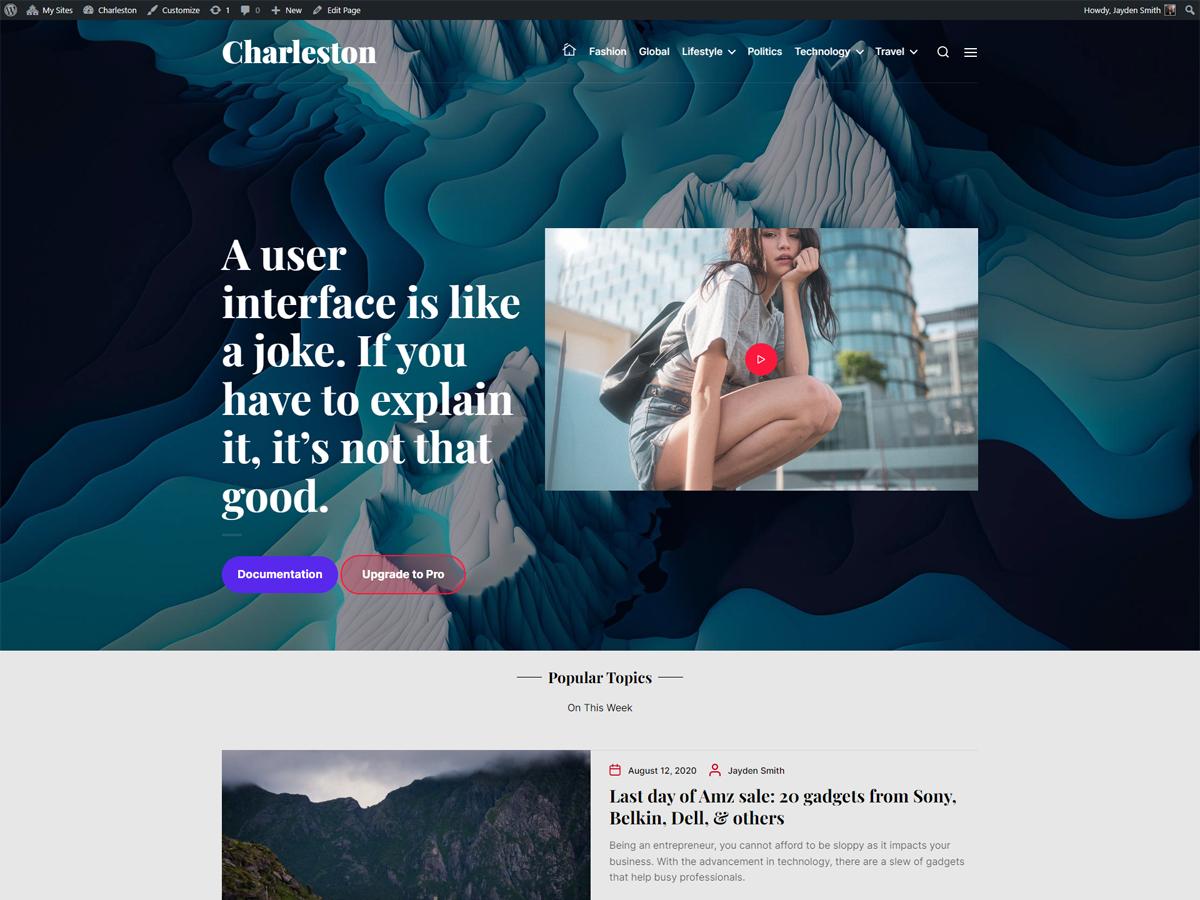 My Sites Charleston Customize 1 0 New Edit Page Howdy, Jayden Smith
Charleston
Fashion Global Lifestyle Politics Technology Travel
A user
interface is like
a joke. If you
have to explain
it, it’s not that
good.
Documentation Upgrade to Pro
Popular Topics
On This Week
August 12, 2020 Jayden Smith
Last day of Amz sale: 20 gadgets from Sony,
Belkin, Dell, & others
Being an entrepreneur, you cannot afford to be sloppy as it impacts your
business. With the advancement in technology, there are a slew of gadgets
that help busy professionals.